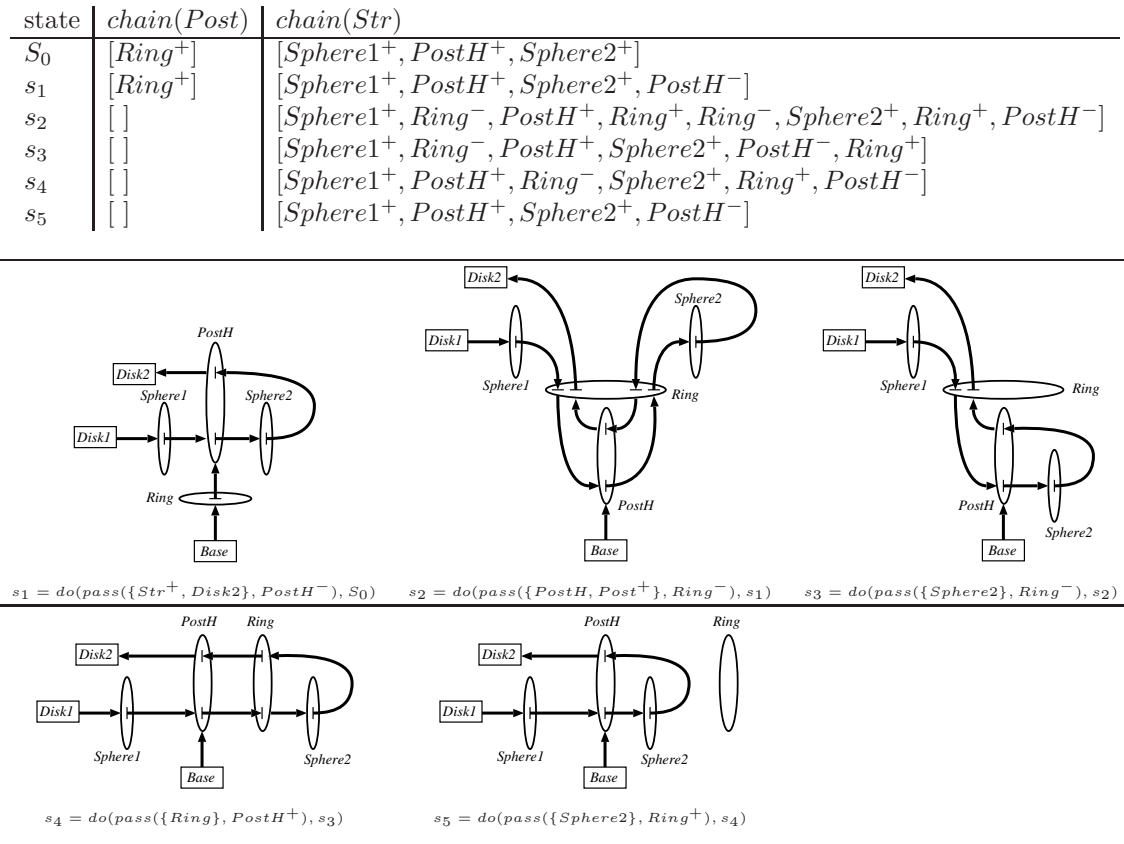 state chain(Post) chain(Str)
S₀ [Ring⁺] [Sphere1⁺, PostH⁺, Sphere2⁺]
s₁ [Ring⁺] [Sphere1⁺, PostH⁺, Sphere2⁺, PostH⁻]
s₂ [ ] [Sphere1⁺, Ring⁻, PostH⁺, Ring⁺, Ring⁻, Sphere2⁺, Ring⁺, PostH⁻]
s₃ [ ] [Sphere1⁺, Ring⁻, PostH⁺, Sphere2⁺, PostH⁻, Ring⁺]
s₄ [ ] [Sphere1⁺, PostH⁺, Ring⁻, Sphere2⁺, Ring⁺, PostH⁻]
s₅ [ ] [Sphere1⁺, PostH⁺, Sphere2⁺, PostH⁻]
PostH
Disk2
Sphere1
Sphere2
Disk1
Ring
Base
s₁ = do(pass({Str⁺, Disk2}, PostH⁻), S₀)
Disk2
Sphere2
Disk1
Sphere1
Ring
PostH
Base
s₂ = do(pass({PostH, Post⁺}, Ring⁻), s₁)
Disk2
Disk1
Sphere1
Ring
PostH
Sphere2
Base
s₃ = do(pass({Sphere2}, Ring⁻), s₂)
PostH
Ring
Disk2
Disk1
Sphere1
Sphere2
Base
s₄ = do(pass({Ring}, PostH⁺), s₃)
PostH
Ring
Disk2
Disk1
Sphere1
Sphere2
Base
s₅ = do(pass({Sphere2}, Ring⁺), s₄)